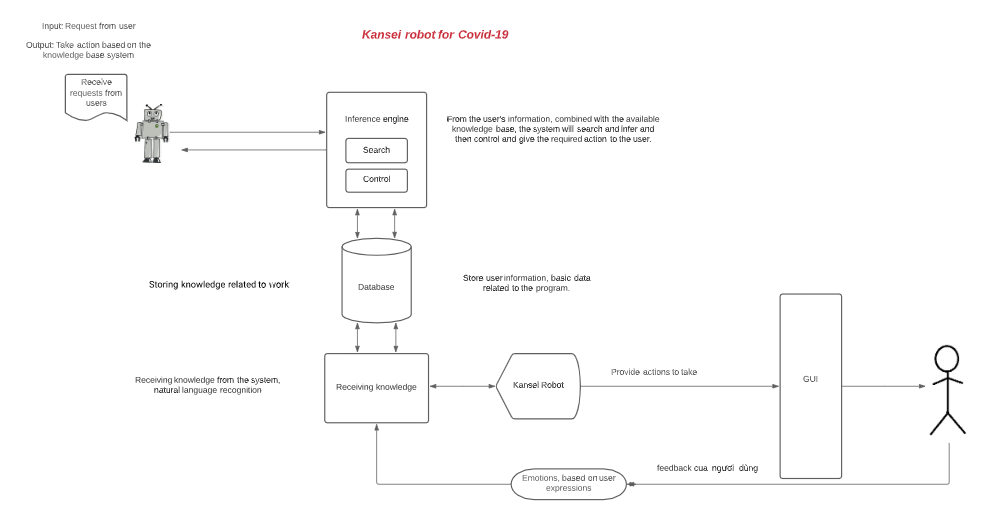 Kansei robot for Covid-19
Input: Request from user
Output: Take action based on the
knowledge base system
Receive
requests from
users
Inference engine
Search
Control
From the user's information, combined with the available
knowledge base, the system will search and infer and
then control and give the required action to the user.
Storing knowledge related to work
Database
Store user information, basic data
related to the program.
Receiving knowledge from the system,
natural language recognition
Receiving knowledge
Kansei Robot
Provide actions to take
GUI
feedback cua người dùng
Emotions, based on user
expressions